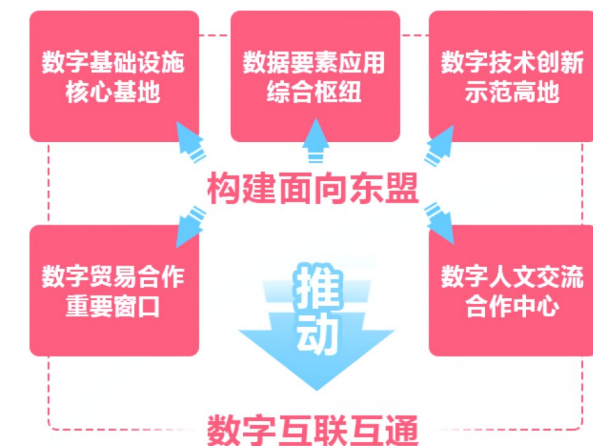 数字基础设施
核心基地
数据要素应用
综合枢纽
数字技术创新
示范高地
构建面向东盟
数字贸易合作
重要窗口
数字人文交流
合作中心
推
动
数字互联互通